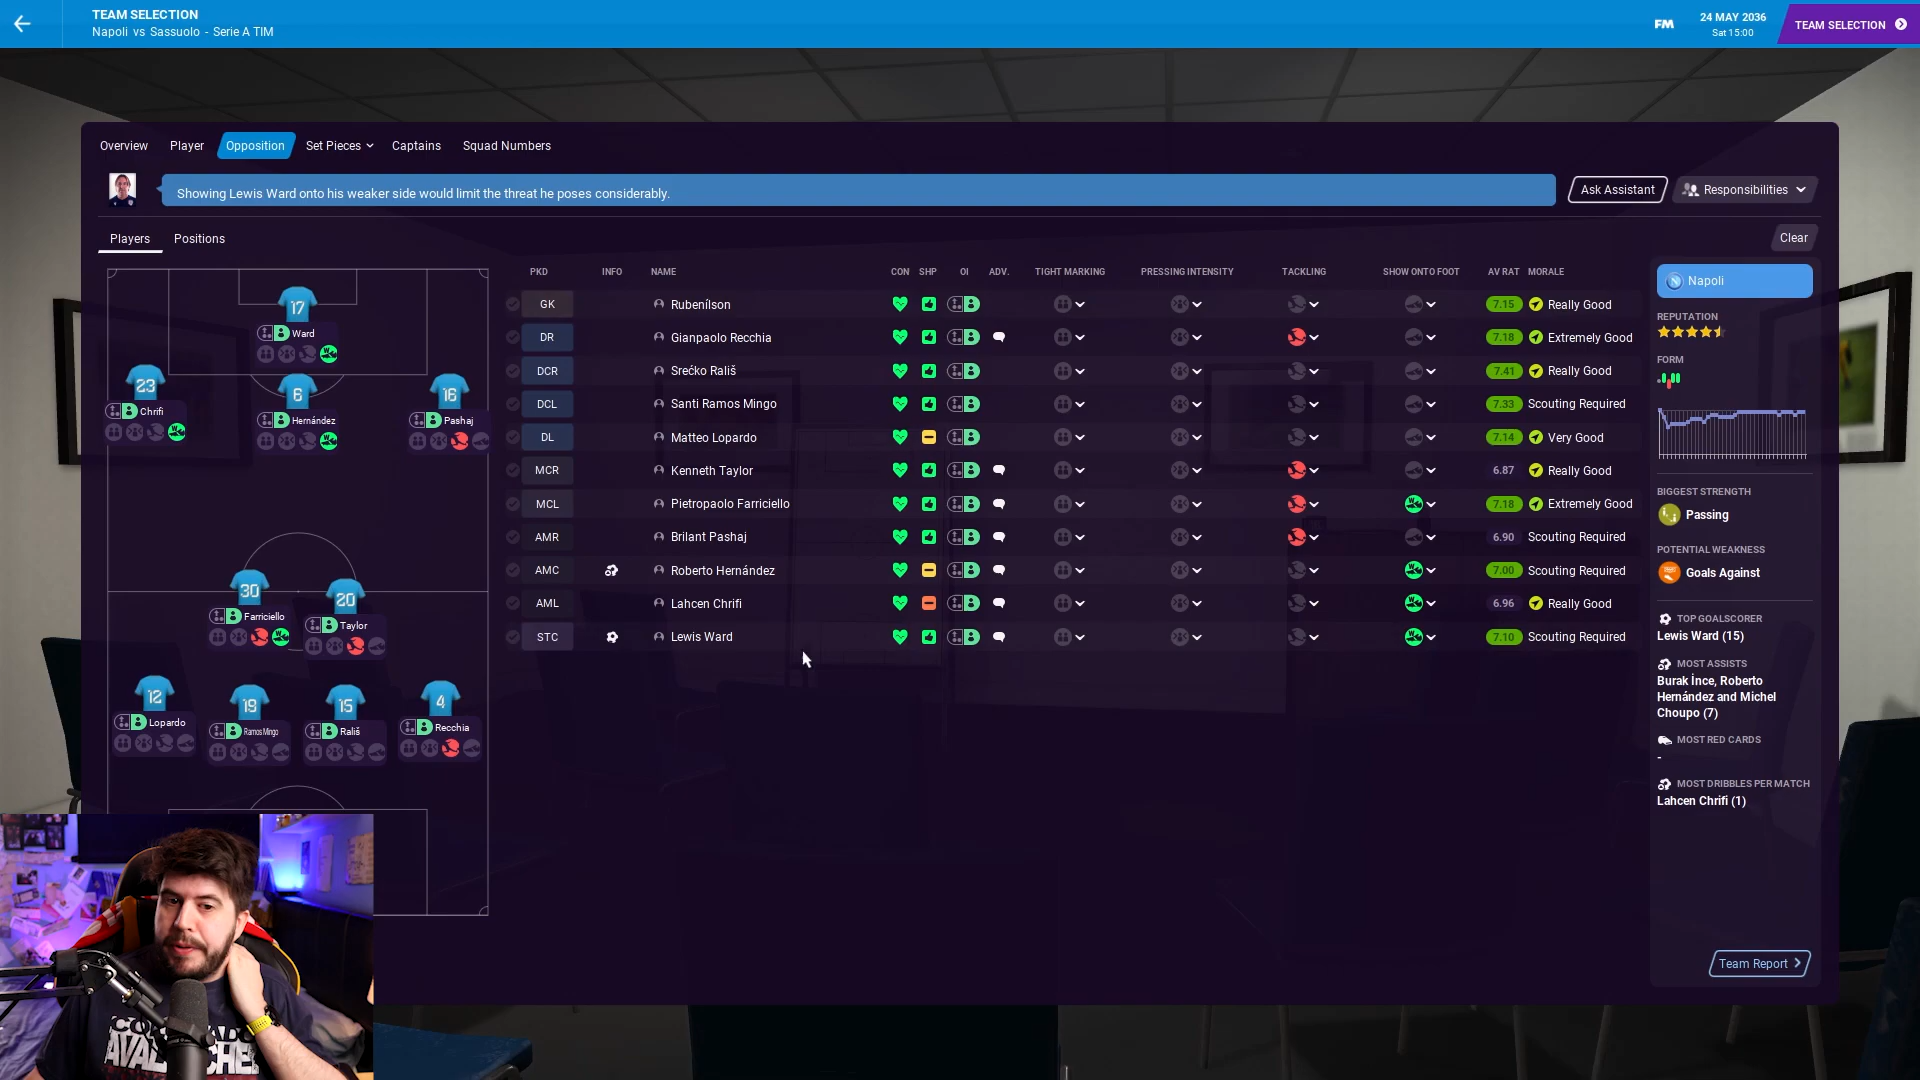 TEAM SELECTION
Napoli vs Sassuolo - Serie A TIM
FM
24 MAY 2036
Sat 15:00
TEAM SELECTION
Overview
Player
Opposition
Set Pieces
Captains
Squad Numbers
Showing Lewis Ward onto his weaker side would limit the threat he poses considerably.
Ask Assistant
Responsibilities
Players
Positions
Clear
17
Ward
23
Chrifi
6
Hernández
16
Pashaj
30
Farriciello
20
Taylor
12
Lopardo
19
Ramos Mingo
15
Rališ
4
Recchia
PKD INFO NAME CON SHP OI ADV. TIGHT MARKING PRESSING INTENSITY TACKLING SHOW ONTO FOOT AV RAT MORALE
GK Rubenílson 7.15 Really Good
DR Gianpaolo Recchia 7.18 Extremely Good
DCR Srećko Rališ 7.41 Really Good
DCL Santi Ramos Mingo 7.33 Scouting Required
DL Matteo Lopardo 7.14 Very Good
MCR Kenneth Taylor 6.87 Really Good
MCL Pietropaolo Farriciello 7.18 Extremely Good
AMR Brilant Pashaj 6.90 Scouting Required
AMC Roberto Hernández 7.00 Scouting Required
AML Lahcen Chrifi 6.96 Really Good
STC Lewis Ward 7.10 Scouting Required
Napoli
REPUTATION
FORM
BIGGEST STRENGTH
Passing
POTENTIAL WEAKNESS
Goals Against
TOP GOALSCORER
Lewis Ward (15)
MOST ASSISTS
Burak İnce, Roberto
Hernández and Michel
Choupo (7)
MOST RED CARDS
-
MOST DRIBBLES PER MATCH
Lahcen Chrifi (1)
Team Report